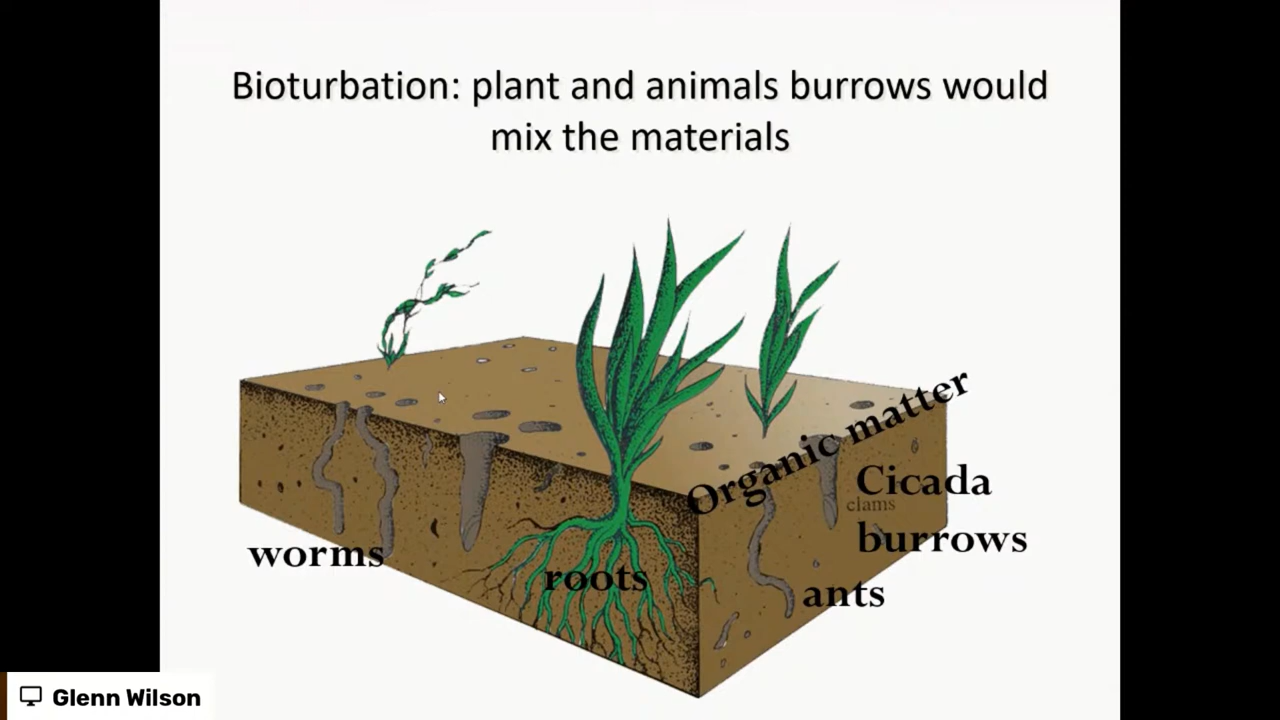 Bioturbation: plant and animals burrows would
mix the materials
Organic matter
Cicada
clams
burrows
worms
roots
ants
Glenn Wilson